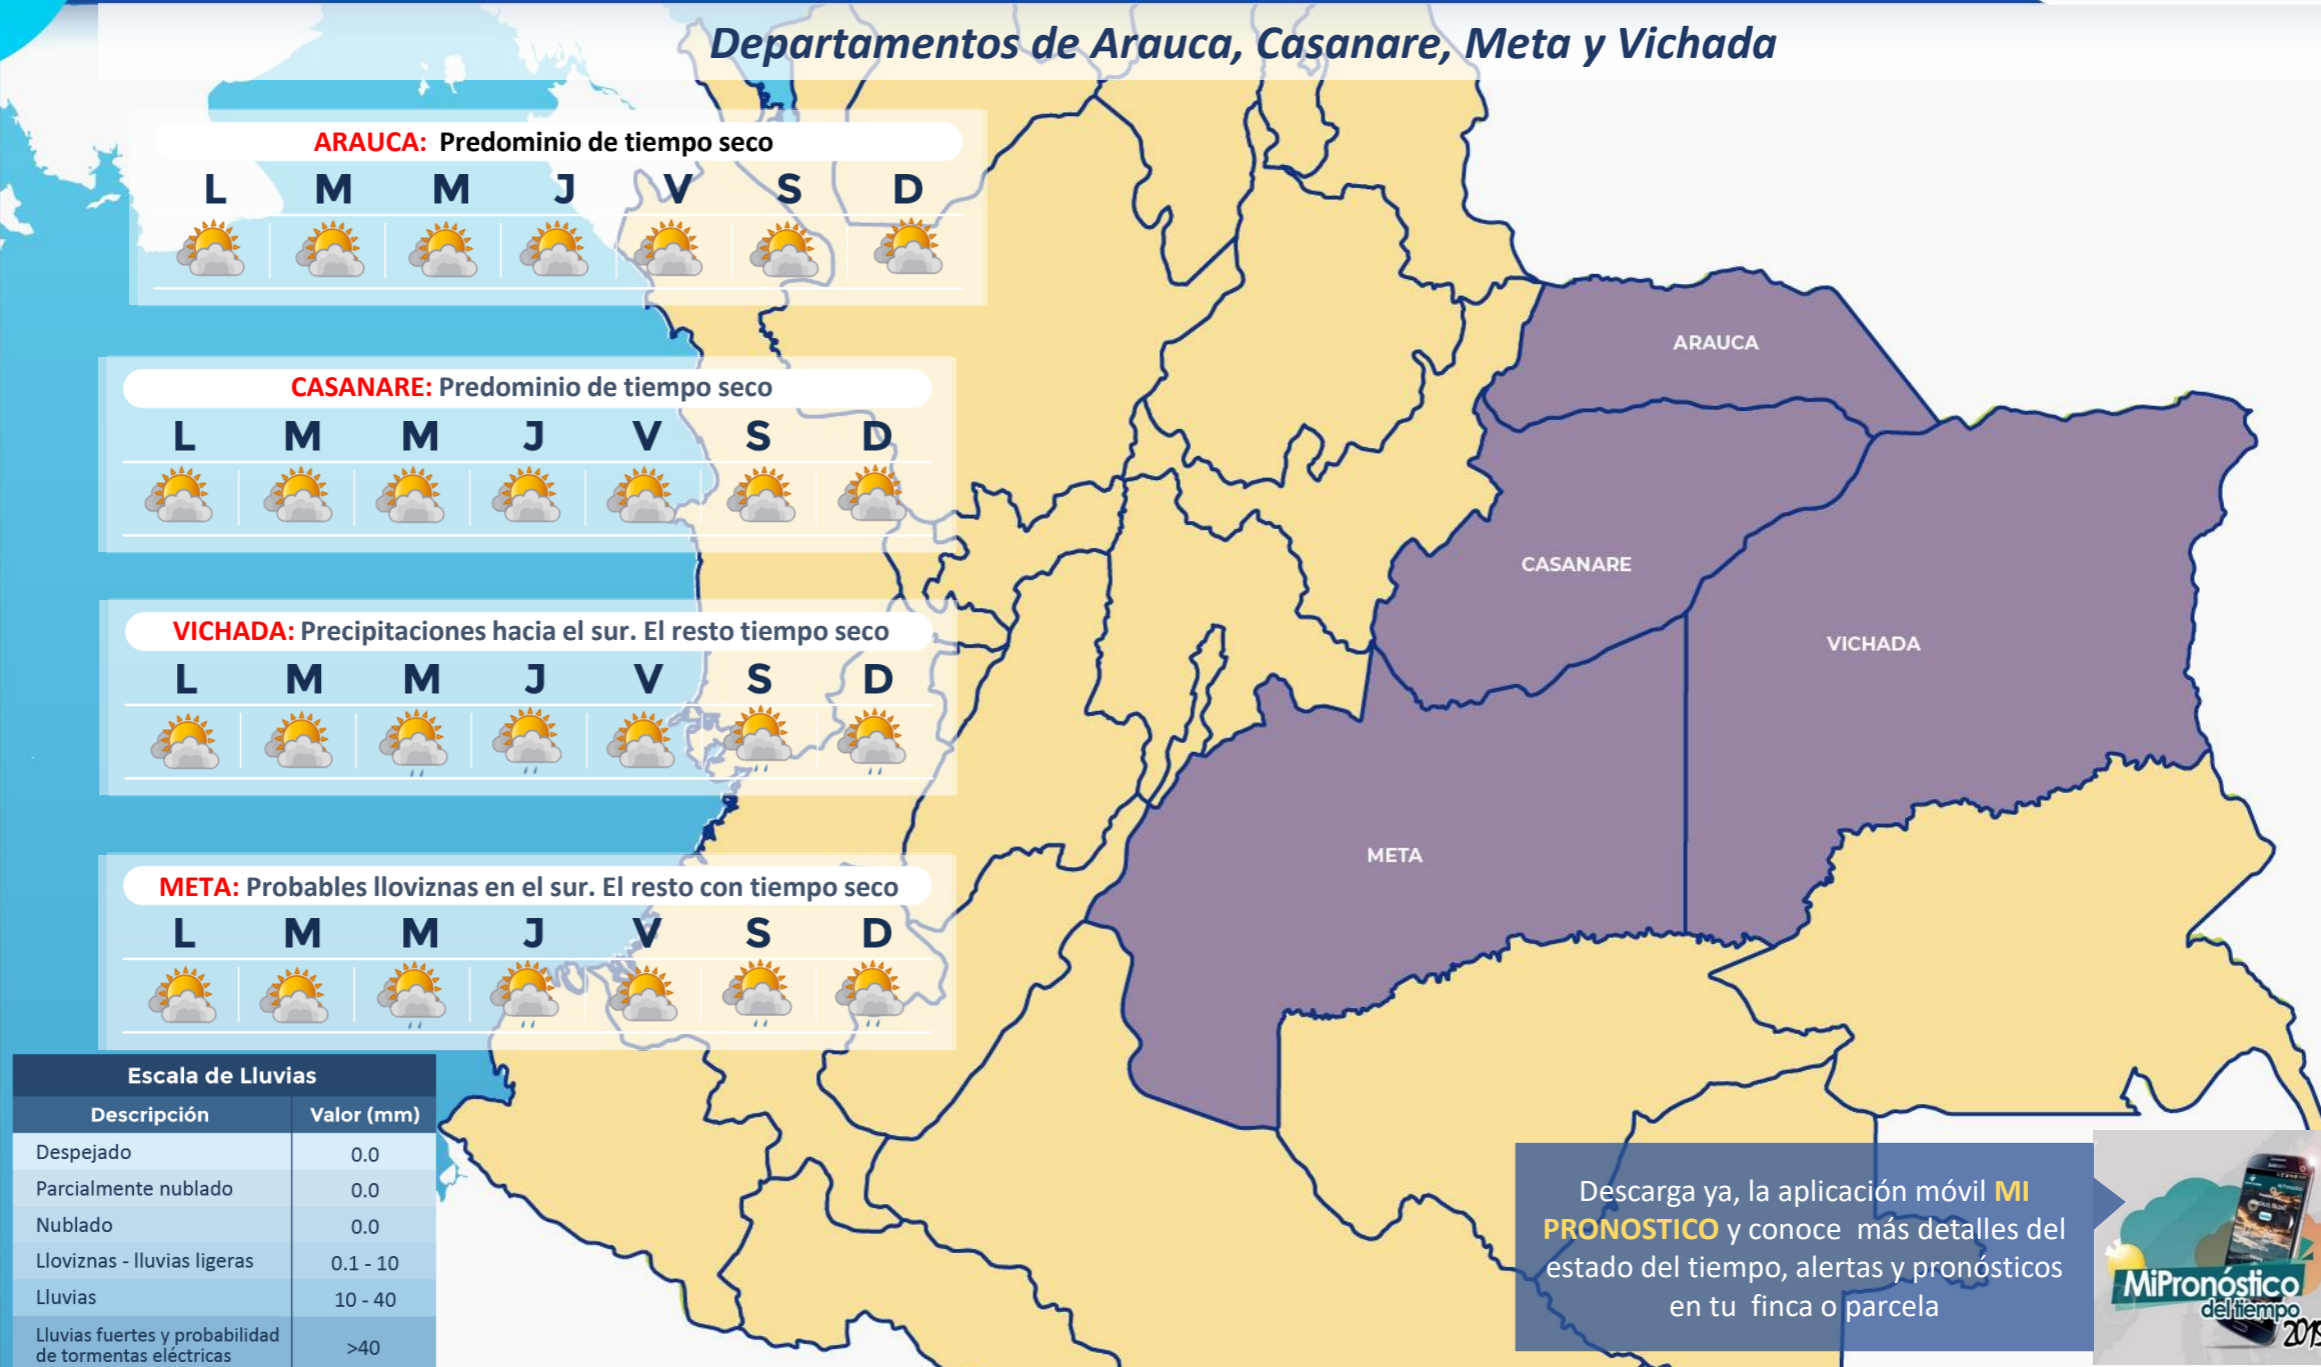 Departamentos de Arauca, Casanare, Meta y Vichada
ARAUCA: Predominio de tiempo seco
L M M J V S D
CASANARE: Predominio de tiempo seco
L M M J V S D
VICHADA: Precipitaciones hacia el sur. El resto tiempo seco
L M M J V S D
META: Probables lloviznas en el sur. El resto con tiempo seco
L M M J V S D
Escala de Lluvias
Descripción Valor (mm)
Despejado 0.0
Parcialmente nublado 0.0
Nublado 0.0
Lloviznas - lluvias ligeras 0.1 - 10
Lluvias 10 - 40
Lluvias fuertes y probabilidad
de tormentas eléctricas >40
ARAUCA
CASANARE
VICHADA
META
Descarga ya, la aplicación móvil MI
PRONOSTICO y conoce más detalles del
estado del tiempo, alertas y pronósticos
en tu finca o parcela
MiPronóstico
del tiempo
2019